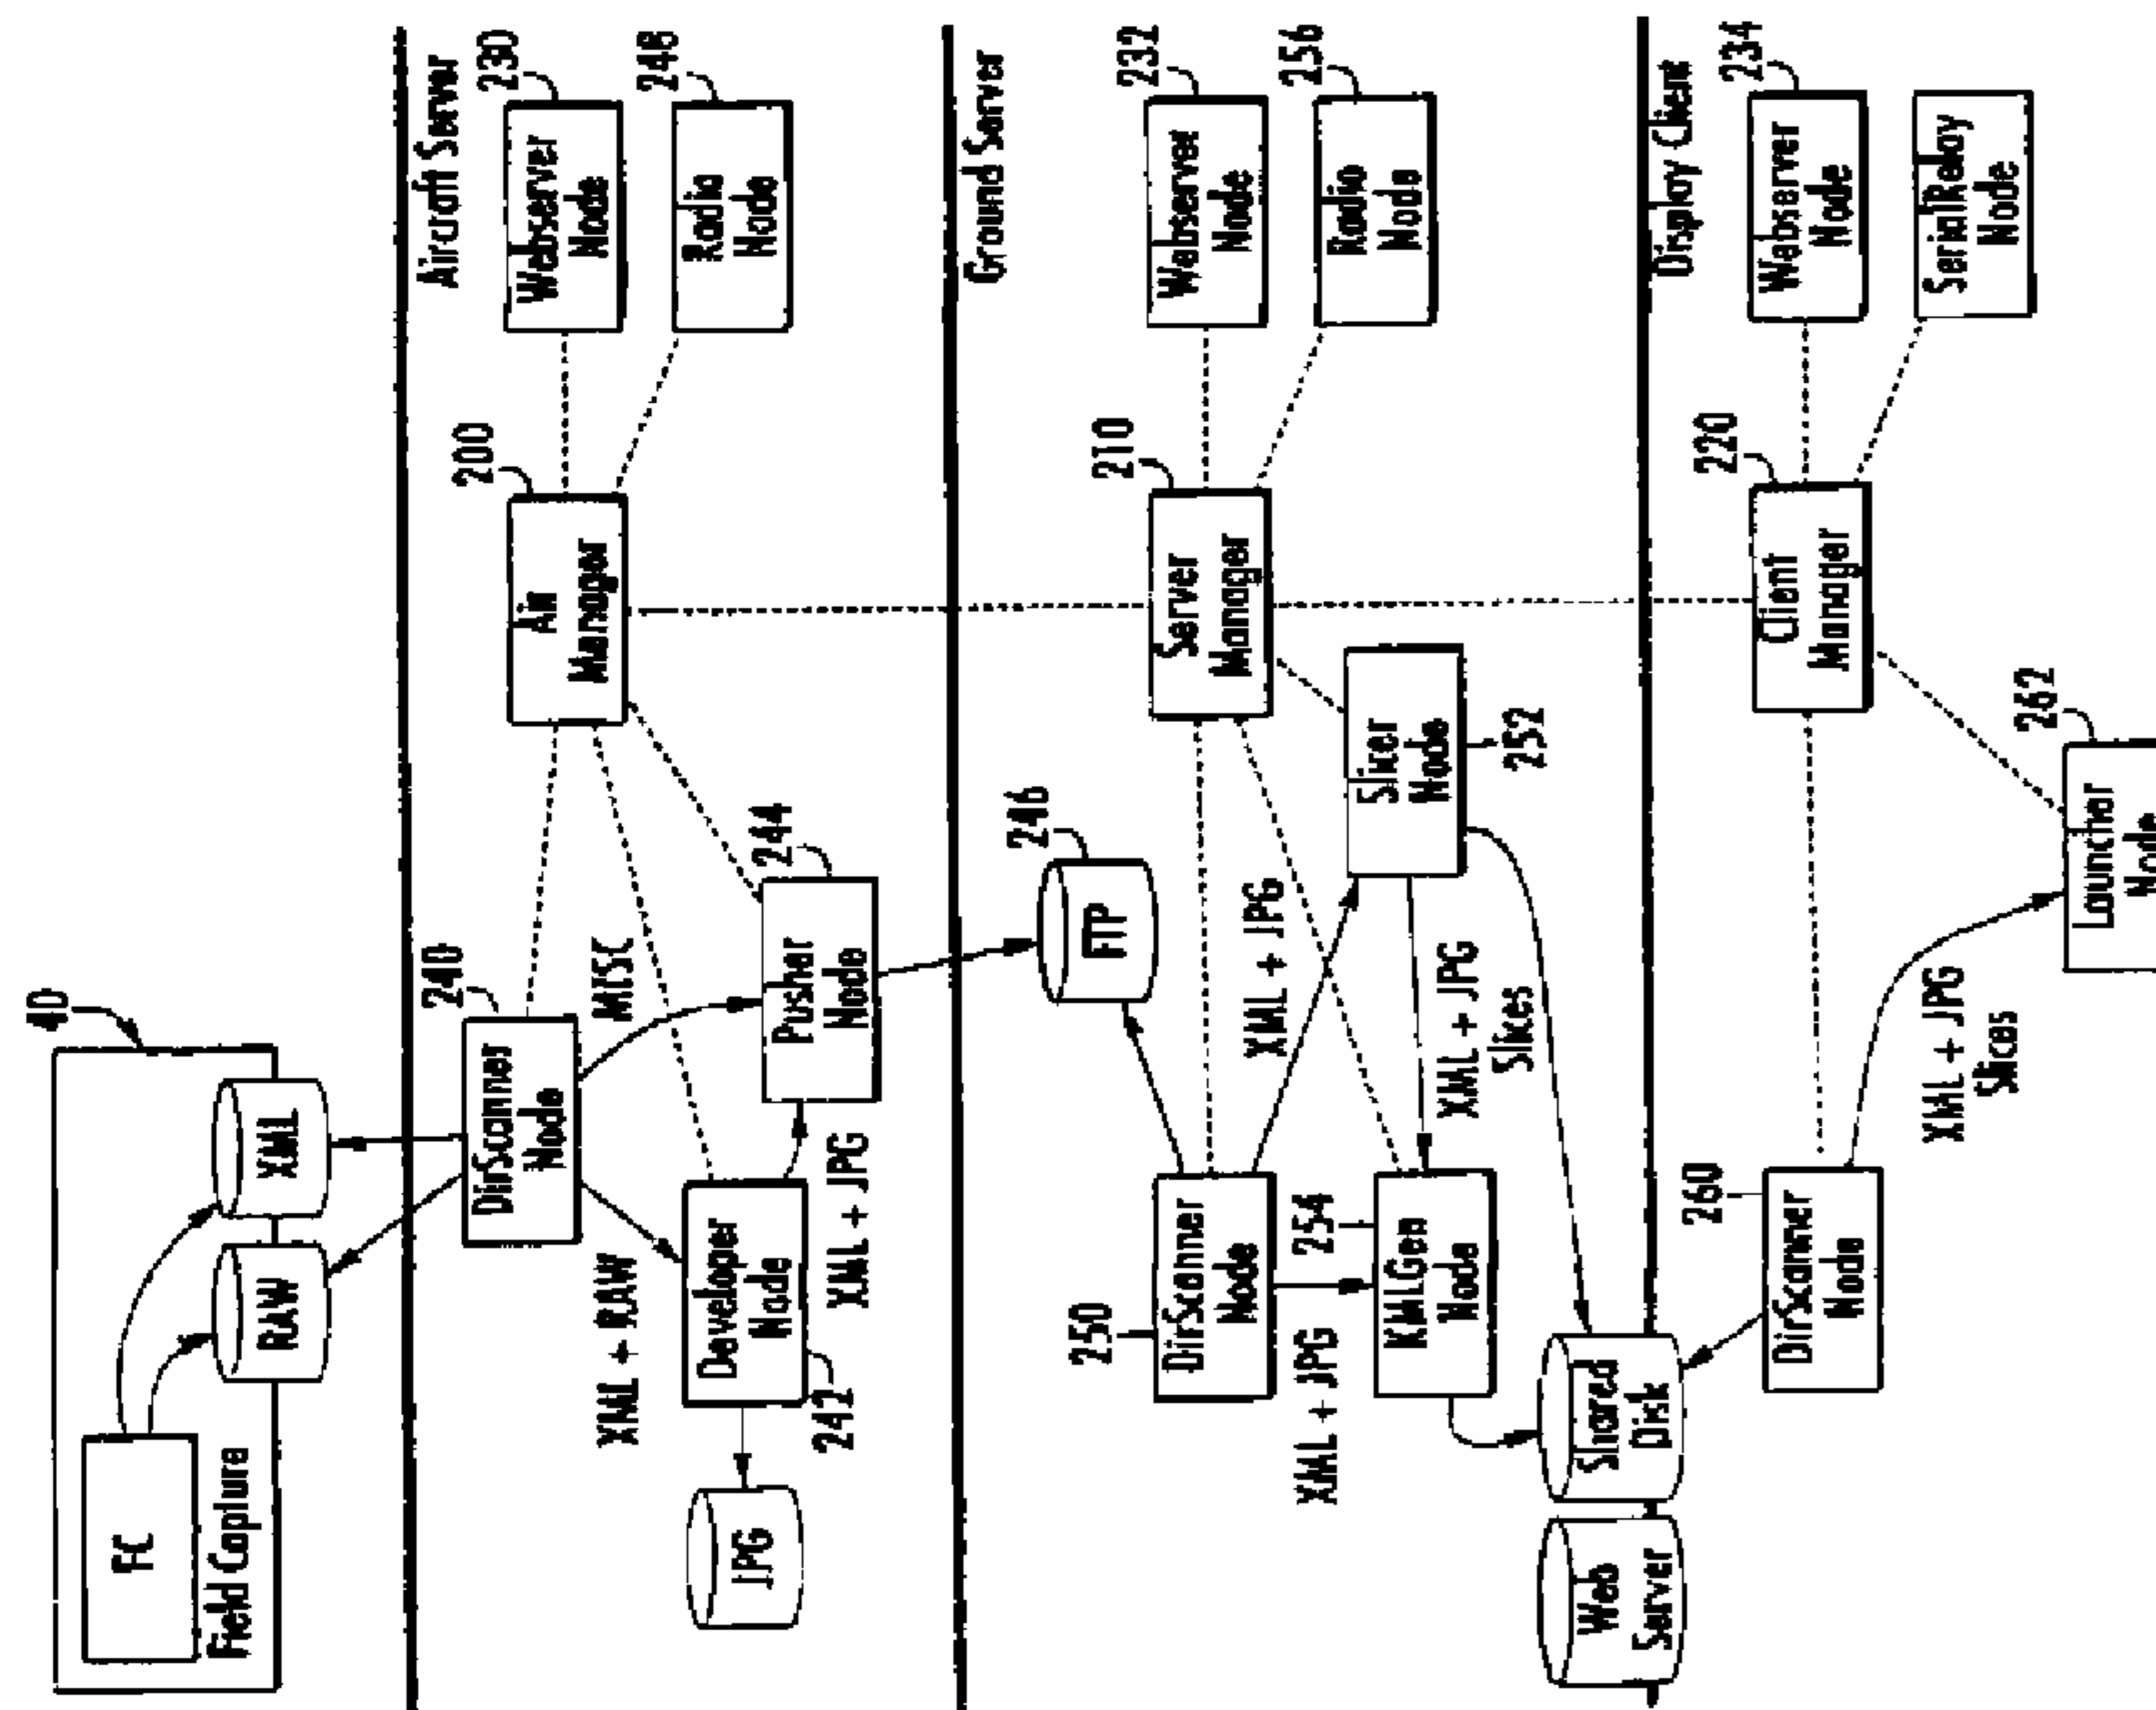 40
FC
Field Capture
RAW
XML
Aircraft Server
200
Air
Manager
230
Webserver
Node
248
Radio
Node
240
DirScanner
Node
MISC
244
Pusher
Node
XML + RAW
Developer
Node
242
XML + JPG
JPG
Ground Server
246
FTP
210
Server
Manager
232
Webserver
Node
256
Radio
Node
250
DirScanner
Node
XML + JPG
Slicer
Node
252
XML + JPG
254
KMLGen
Node
XML + JPG
Slices
Shared
Disk
Web
Server
Display Client
220
Client
Manager
234
Webserver
Node
SerialRelay
Node
260
DirScanner
Node
XML + JPG
Slices
262
Launcher
Node